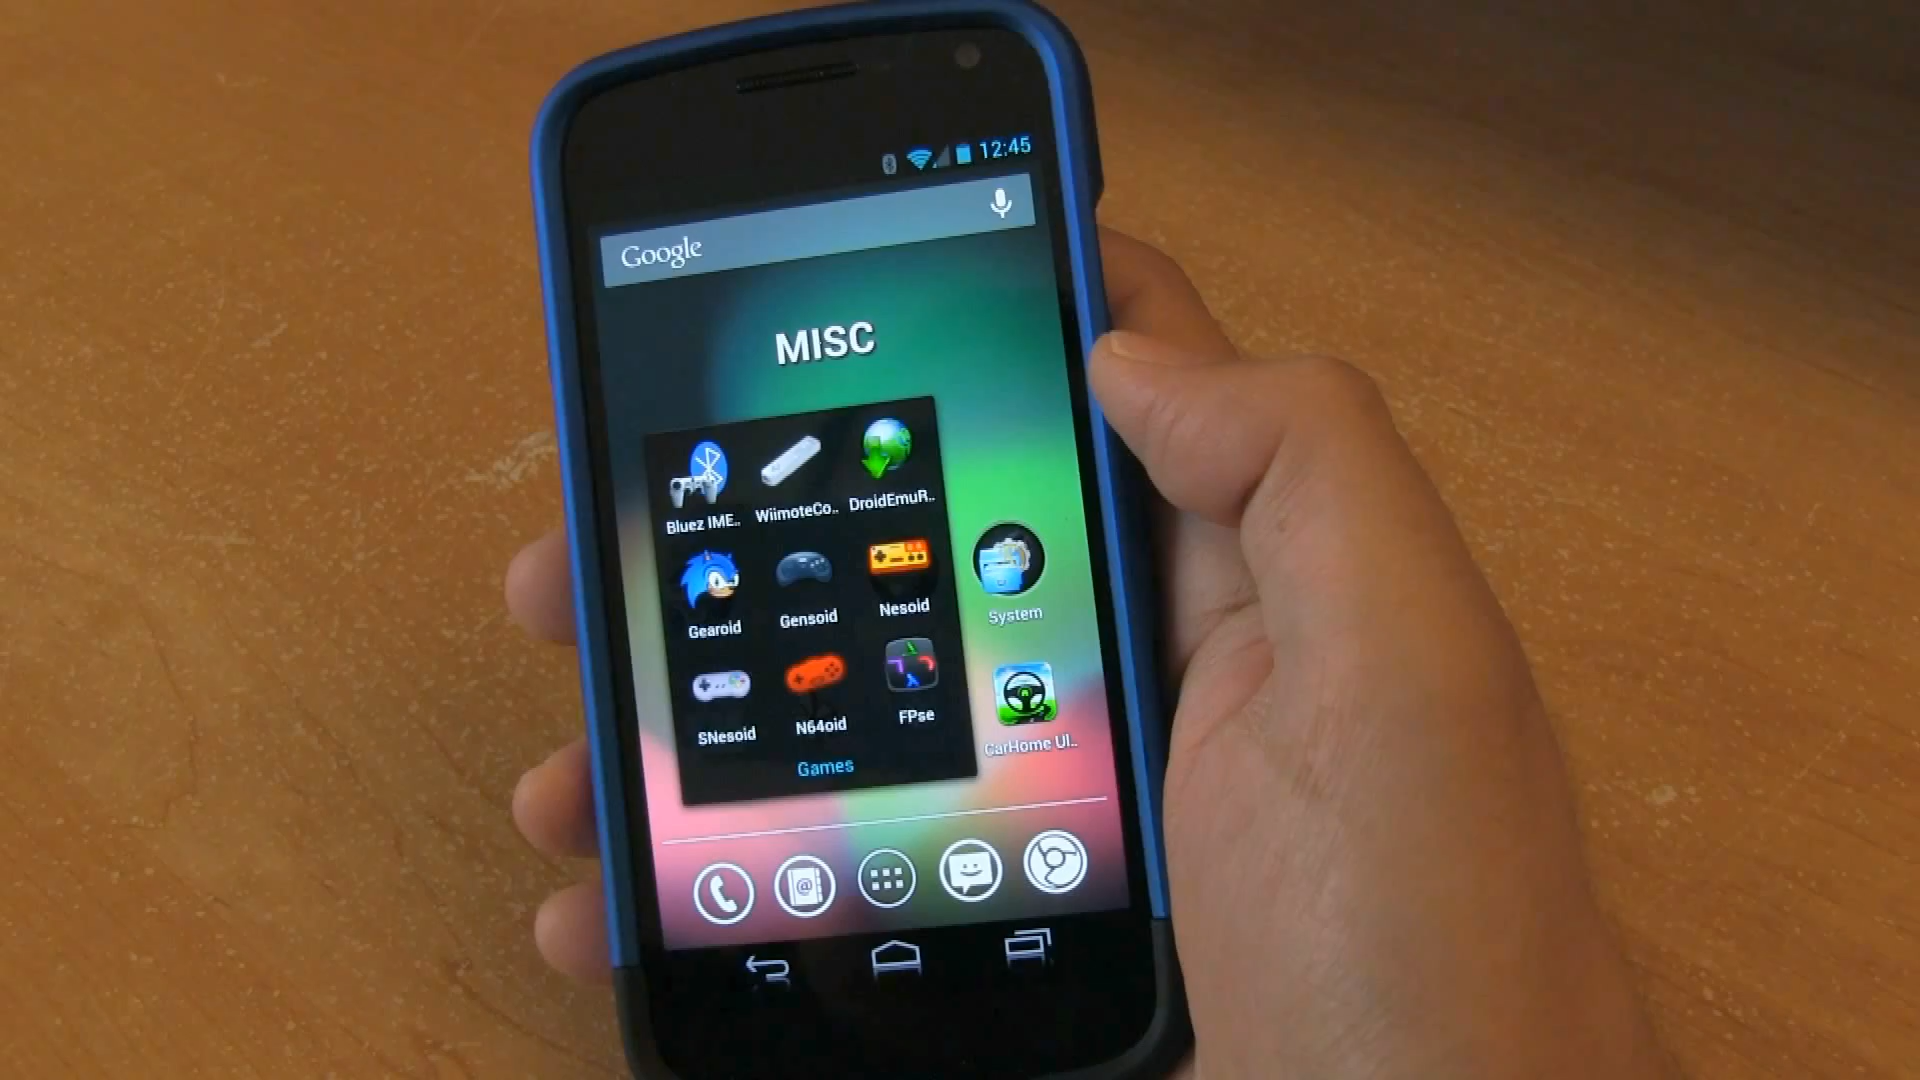 12:45
Google
MISC
Bluez IME..
WiimoteCo..
DroidEmuR..
Gearoid
Gensoid
Nesoid
System
SNesoid
N64oid
FPse
CarHome Ul..
Games